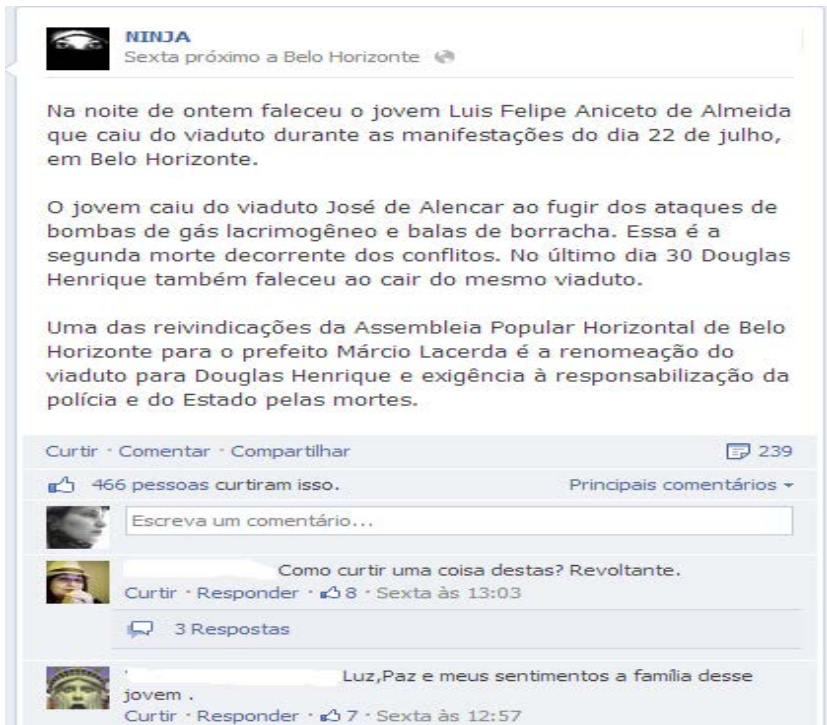 NINJA
Sexta próximo a Belo Horizonte
Na noite de ontem faleceu o jovem Luis Felipe Aniceto de Almeida
que caiu do viaduto durante as manifestações do dia 22 de julho,
em Belo Horizonte.
O jovem caiu do viaduto José de Alencar ao fugir dos ataques de
bombas de gás lacrimogêneo e balas de borracha. Essa é a
segunda morte decorrente dos conflitos. No último dia 30 Douglas
Henrique também faleceu ao cair do mesmo viaduto.
Uma das reivindicações da Assembleia Popular Horizontal de Belo
Horizonte para o prefeito Márcio Lacerda é a renomeação do
viaduto para Douglas Henrique e exigência à responsabilização da
polícia e do Estado pelas mortes.
Curtir · Comentar · Compartilhar 239
466 pessoas curtiram isso. Principais comentários
Escreva um comentário...
Como curtir uma coisa destas? Revoltante.
Curtir · Responder · 8 · Sexta às 13:03
3 Respostas
Luz,Paz e meus sentimentos a família desse
jovem .
Curtir · Responder · 7 · Sexta às 12:57